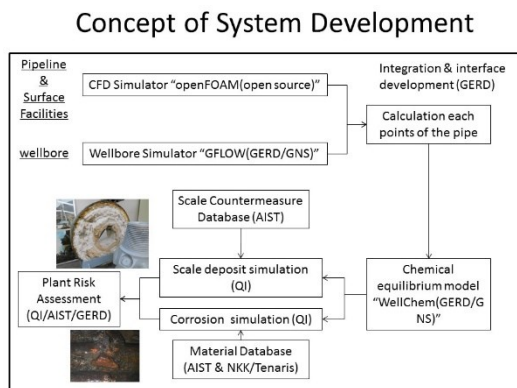 Concept of System Development
Pipeline
&
Surface
Facilities
CFD Simulator "openFOAM(open source)"
Integration & interface
development (GERD)
Calculation each
points of the pipe
wellbore
Wellbore Simulator "GFLOW(GERD/GNS)"
Scale Countermeasure
Database (AIST)
Scale deposit simulation
(QI)
Plant Risk
Assessment
(QI/AIST/GERD)
Chemical
equilibrium model
"WellChem(GERD/G
NS)"
Corrosion simulation (QI)
Material Database
(AIST & NKK/Tenaris)